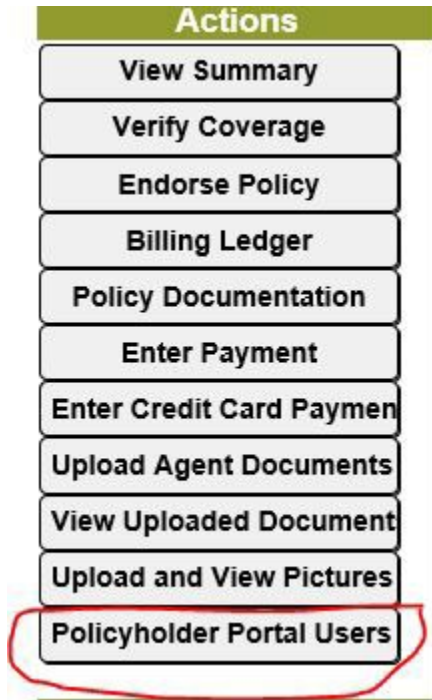 Actions
View Summary
Verify Coverage
Endorse Policy
Billing Ledger
Policy Documentation
Enter Payment
Enter Credit Card Paymen
Upload Agent Documents
View Uploaded Document
Upload and View Pictures
Policyholder Portal Users